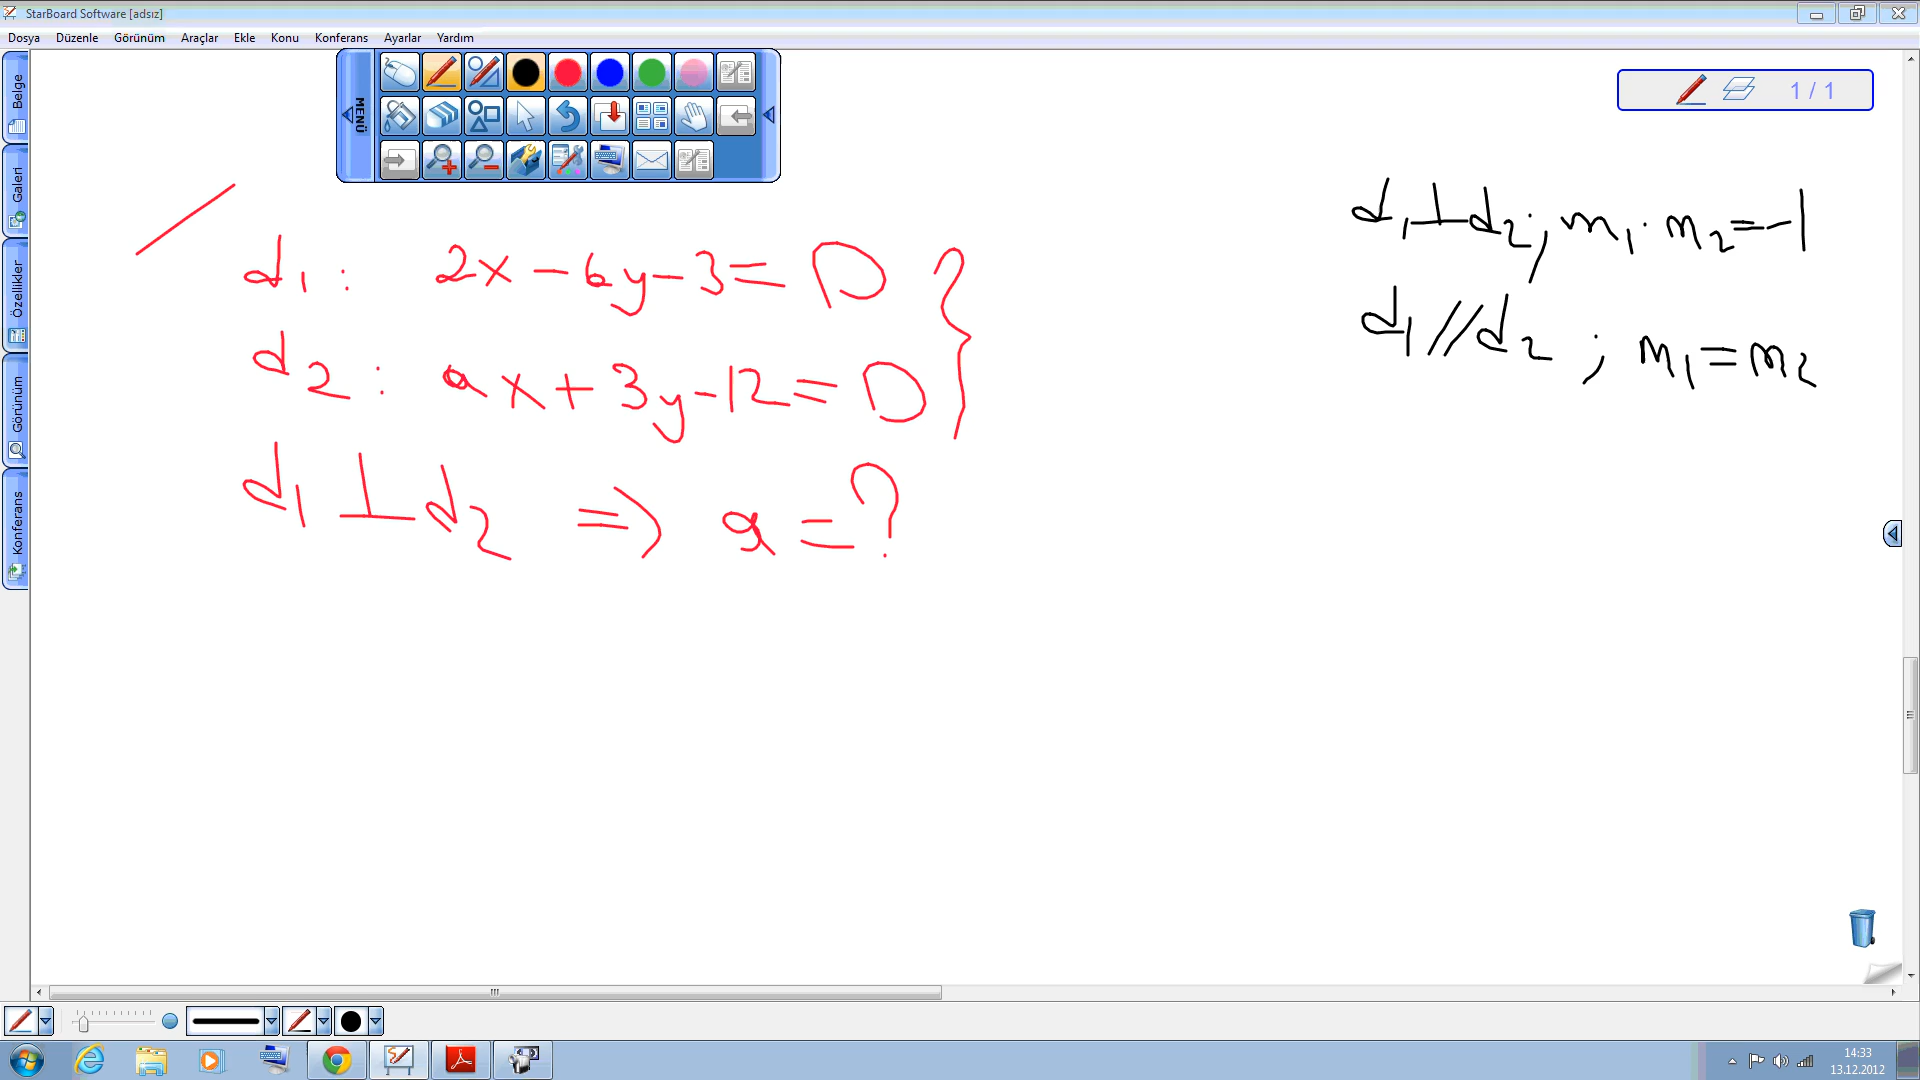 StarBoard Software [adsız]
Dosya Düzenle Görünüm Araçlar Ekle Konu Konferans Ayarlar Yardım
MENÜ
1 / 1
Belge
Galeri
Özellikler
Görünüm
Konferans
d₁ : 2x - 6y - 3 = 0
d₂ : ax + 3y - 12 = 0
d₁ ⊥ d₂ ⇒ a = ?
d₁ ⊥ d₂ ; m₁ · m₂ = -1
d₁ // d₂ ; m₁ = m₂
14:33
13.12.2012